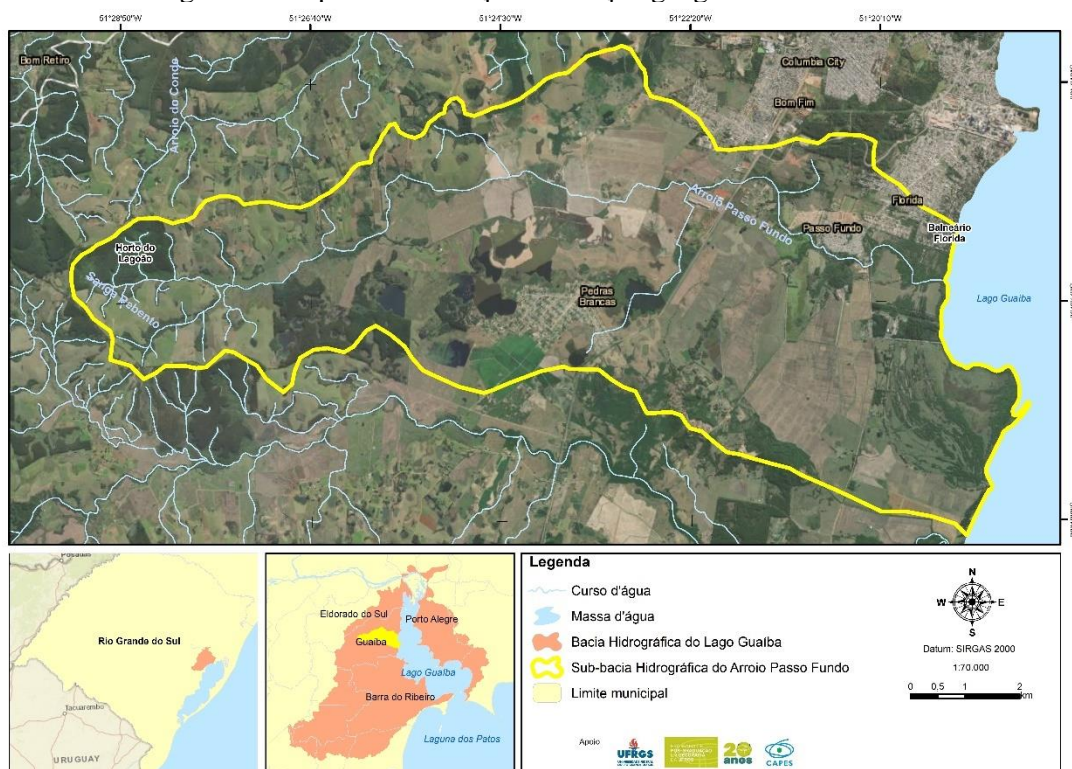 51°28'50"W
51°26'40"W
51°24'30"W
51°22'20"W
51°20'10"W
Bom Retiro
Arroio do Conde
Columbia City
Bom Fim
Arroio Passo Fundo
Florida
Passo Fundo
Balneário
Florida
Horto do
Lagoão
Sanga Rebento
Pedras
Brancas
Lago Guaíba
Posadas
Rio Grande do Sul
Tacuarembó
URUGUAY
Eldorado do Sul
Porto Alegre
Guaíba
Lago Guaíba
Barra do Ribeiro
Laguna dos Patos
Legenda
Curso d'água
Massa d'água
Bacia Hidrográfica do Lago Guaíba
Sub-bacia Hidrográfica do Arroio Passo Fundo
Limite municipal
N
W E
S
Datum: SIRGAS 2000
1:70.000
0 0,5 1 2
km
Apoio
UFRGS
20
anos
CAPES